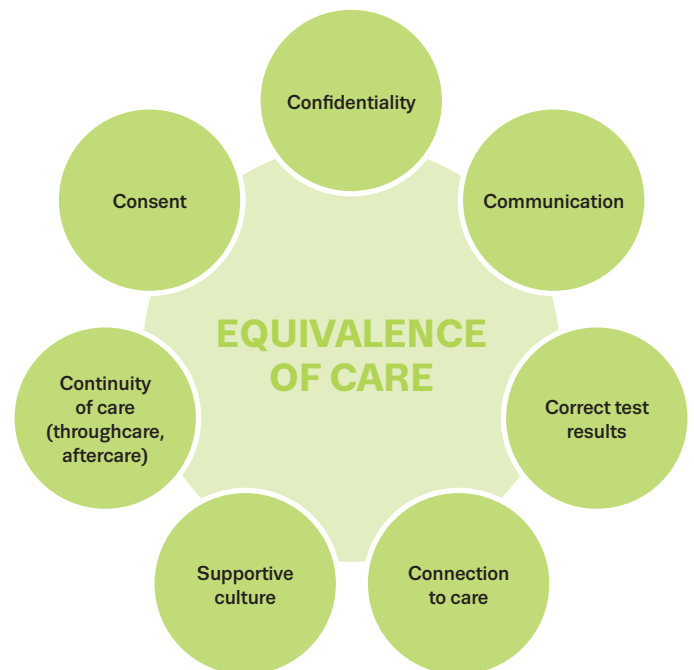 Confidentiality
Communication
Correct test
results
Connection
to care
Supportive
culture
Continuity
of care
(throughcare,
aftercare)
Consent
EQUIVALENCE
OF CARE